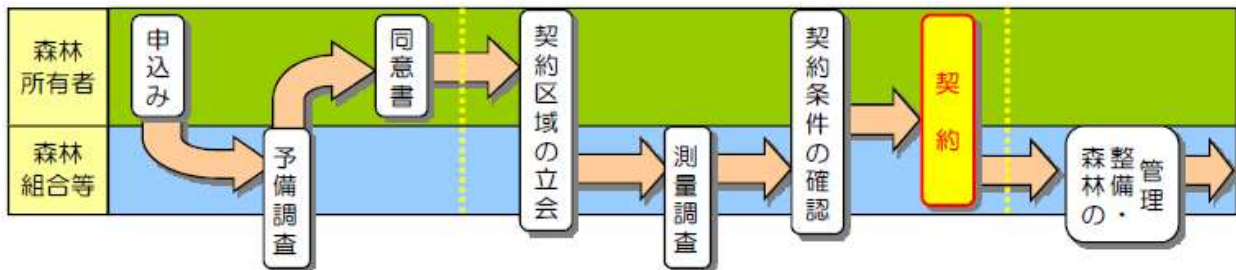 森林
所有者
森林
組合等
申込み
予備調査
同意書
契約区域の立会
測量調査
契約条件の確認
契約
森林の
整備・
管理